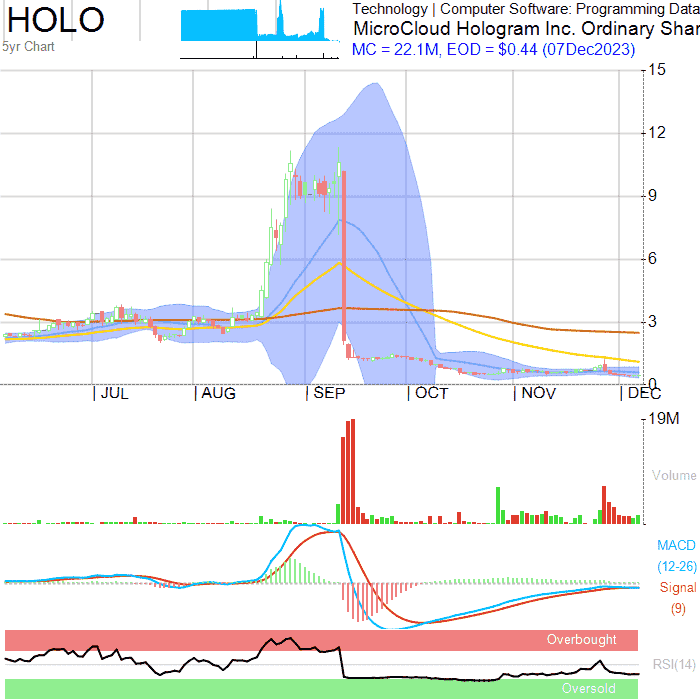 HOLO
5yr Chart
Technology | Computer Software: Programming Data
MicroCloud Hologram Inc. Ordinary Shar
MC = 22.1M, EOD = $0.44 (07Dec2023)
15
12
9
6
3
0
| JUL
| AUG
| SEP
| OCT
| NOV
| DEC
19M
Volume
MACD
(12-26)
Signal
(9)
Overbought
RSI(14)
Oversold